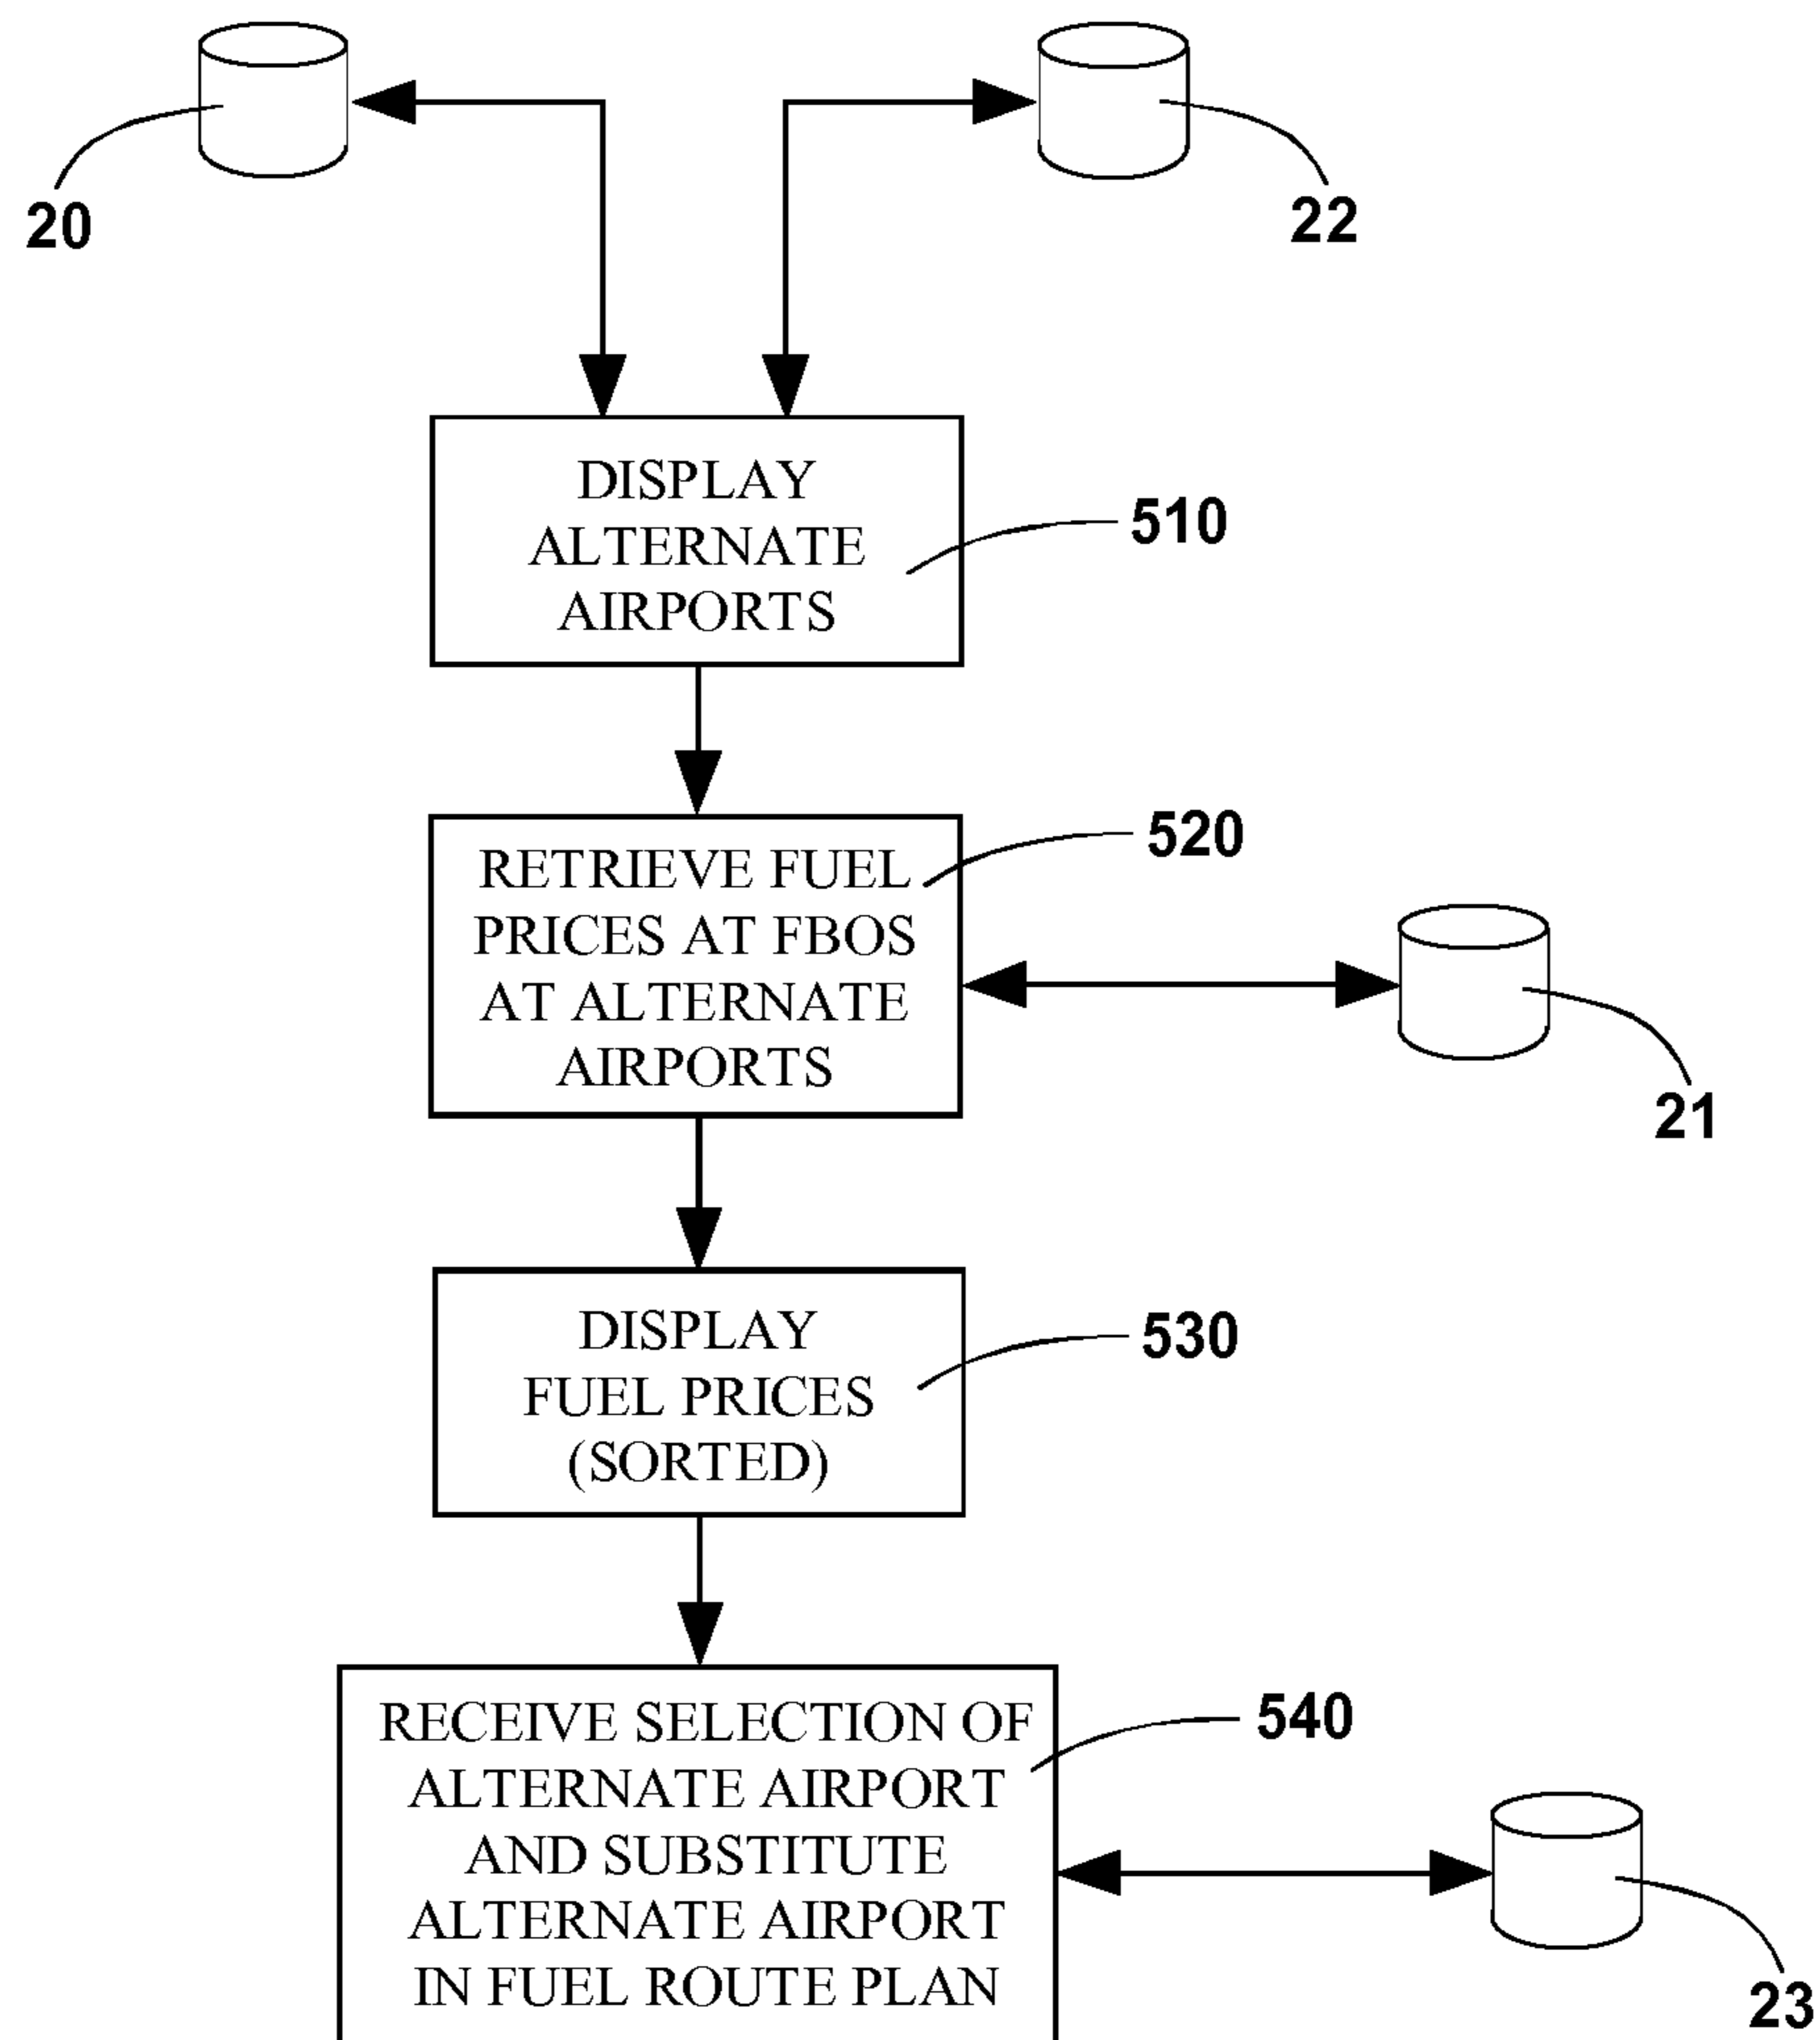 20
22
DISPLAY
ALTERNATE
AIRPORTS
510
RETRIEVE FUEL
PRICES AT FBOS
AT ALTERNATE
AIRPORTS
520
21
DISPLAY
FUEL PRICES
(SORTED)
530
RECEIVE SELECTION OF
ALTERNATE AIRPORT
AND SUBSTITUTE
ALTERNATE AIRPORT
IN FUEL ROUTE PLAN
540
23